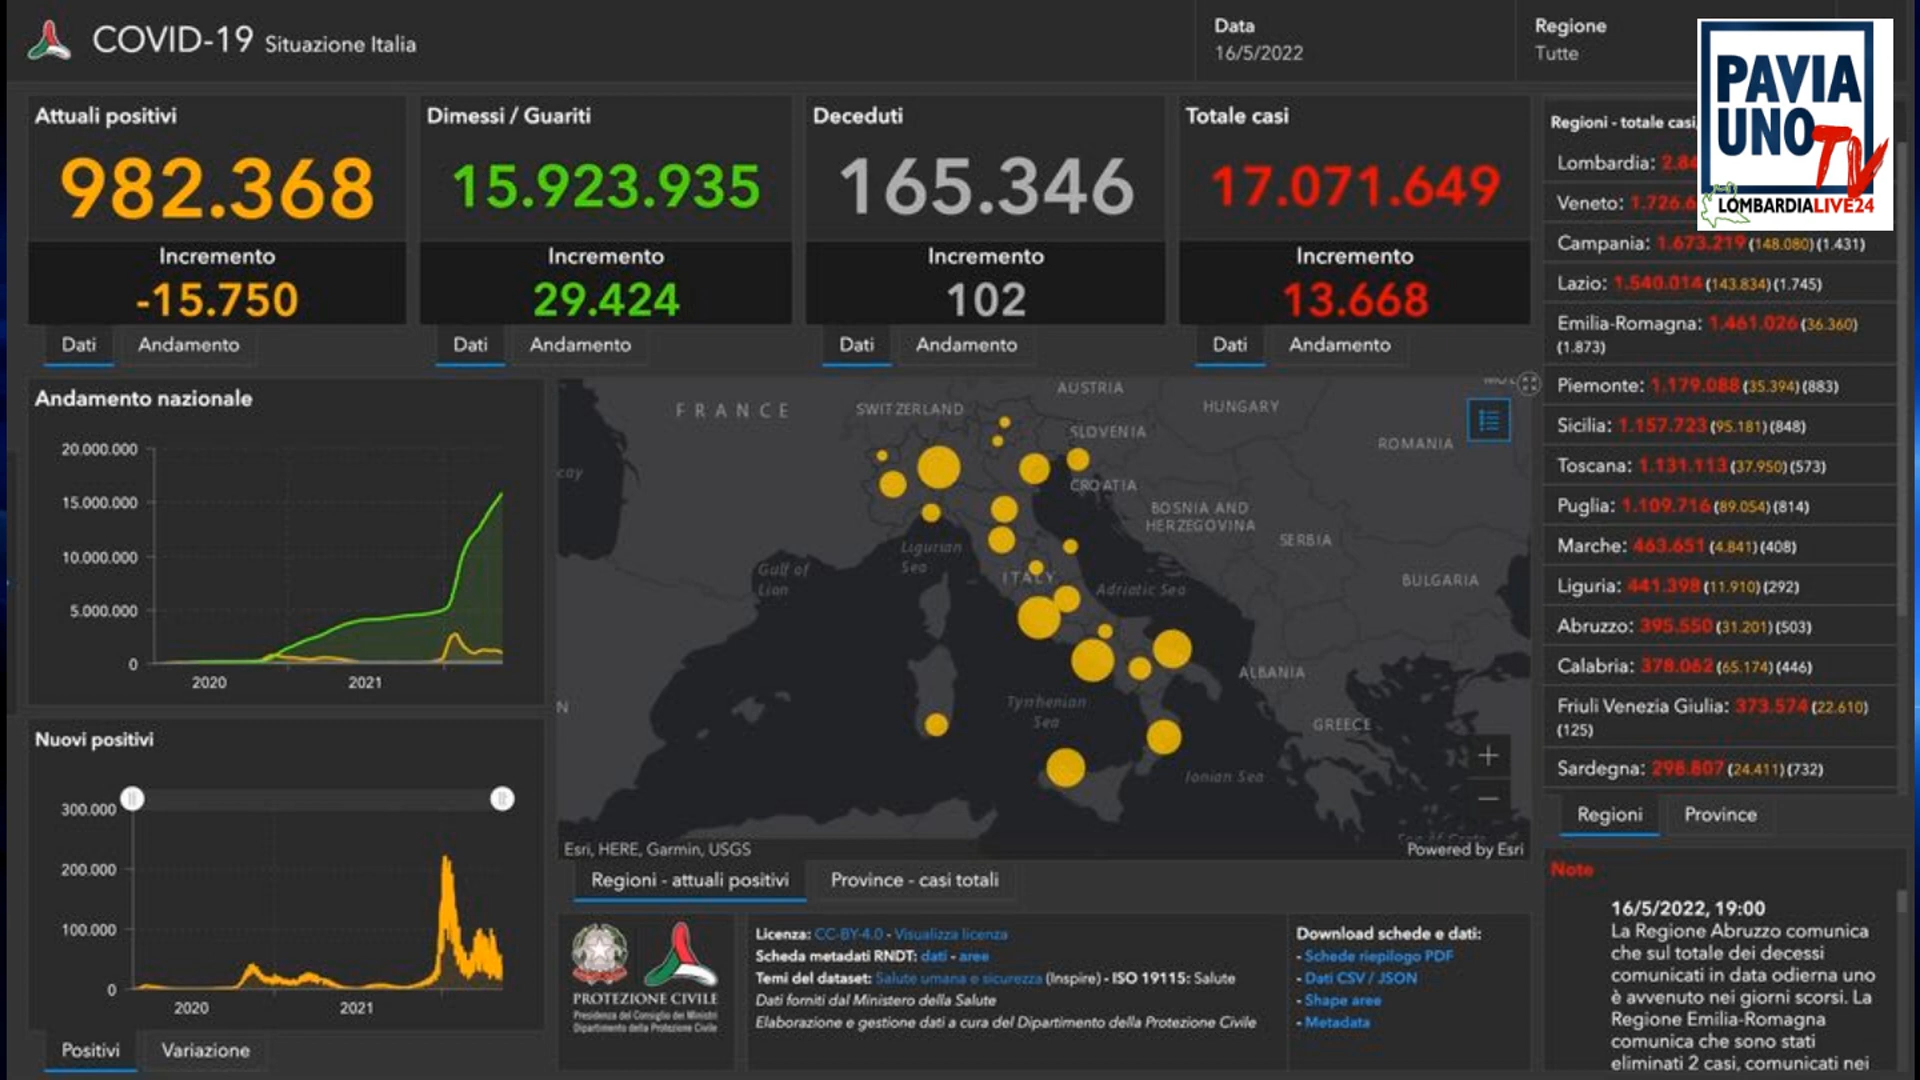 COVID-19 Situazione Italia
Data
16/5/2022
Regione
Tutte
PAVIA
UNO TV
LOMBARDIALIVE24
Attuali positivi
982.368
Incremento
-15.750
Dati Andamento
Dimessi / Guariti
15.923.935
Incremento
29.424
Dati Andamento
Deceduti
165.346
Incremento
102
Dati Andamento
Totale casi
17.071.649
Incremento
13.668
Dati Andamento
Regioni - totale casi,
Lombardia:
Veneto: 1.726.6
Campania: 1.673.219 (148.080) (1.431)
Lazio: 1.540.014 (143.834) (1.745)
Emilia-Romagna: 1.461.026 (36.360)
(1.873)
Piemonte: 1.179.088 (35.394) (883)
Sicilia: 1.157.723 (95.181) (848)
Toscana: 1.131.113 (37.950) (573)
Puglia: 1.109.716 (89.054) (814)
Marche: 463.651 (4.841) (408)
Liguria: 441.398 (11.910) (292)
Abruzzo: 395.550 (31.201) (503)
Calabria: 378.062 (65.174) (446)
Friuli Venezia Giulia: 373.574 (22.610)
(125)
Sardegna: 298.807 (24.411) (732)
Regioni Province
Andamento nazionale
20.000.000
15.000.000
10.000.000
5.000.000
0
2020 2021
Nuovi positivi
300.000
200.000
100.000
0
2020 2021
Positivi Variazione
FRANCE
SWITZERLAND
AUSTRIA
HUNGARY
SLOVENIA
ROMANIA
CROATIA
BOSNIA AND
HERZEGOVINA
SERBIA
Ligurian
Sea
Gulf of
Lion
ITALY
Adriatic Sea
BULGARIA
ALBANIA
Tyrrhenian
Sea
GREECE
Ionian Sea
Esri, HERE, Garmin, USGS
Powered by Esri
Regioni - attuali positivi Province - casi totali
PROTEZIONE CIVILE
Presidenza del Consiglio dei Ministri
Dipartimento della Protezione Civile
Licenza: CC-BY-4.0 - Visualizza licenza
Scheda metadati RNDT: dati - aree
Temi del dataset: Salute umana e sicurezza (Inspire) - ISO 19115: Salute
Dati forniti dal Ministero della Salute
Elaborazione e gestione dati a cura del Dipartimento della Protezione Civile
Download schede e dati:
- Schede riepilogo PDF
- Dati CSV / JSON
- Shape aree
- Metadata
Note
16/5/2022, 19:00
La Regione Abruzzo comunica
che sul totale dei decessi
comunicati in data odierna uno
è avvenuto nei giorni scorsi. La
Regione Emilia-Romagna
comunica che sono stati
eliminati 2 casi, comunicati nei